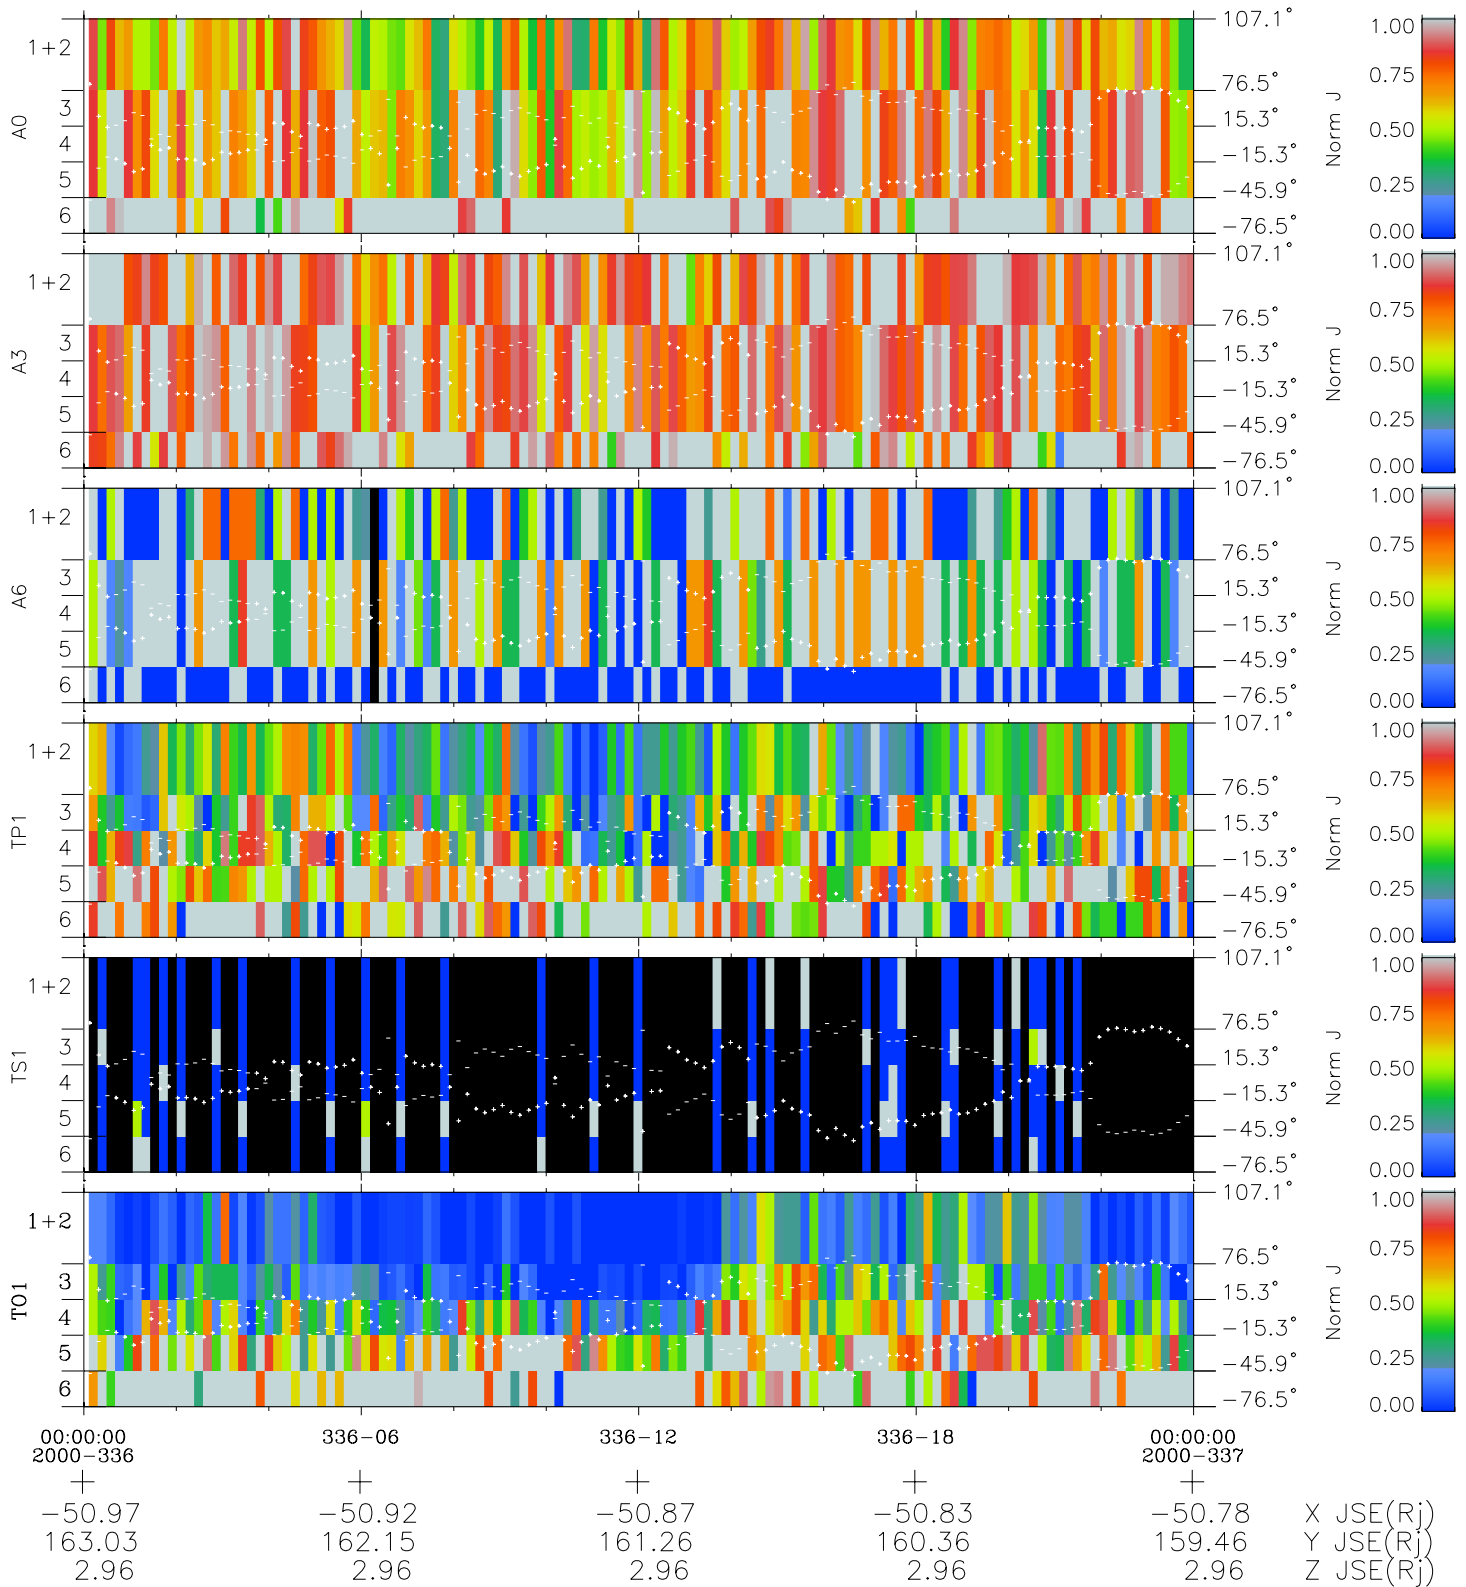 1+2 3 4 5 6 A0 107.1° 76.5° 15.3° −15.3° −45.9° −76.5° Norm J 1.00 0.75 0.50 0.25 0.00
1+2 3 4 5 6 A3 107.1° 76.5° 15.3° −15.3° −45.9° −76.5° Norm J 1.00 0.75 0.50 0.25 0.00
1+2 3 4 5 6 A6 107.1° 76.5° 15.3° −15.3° −45.9° −76.5° Norm J 1.00 0.75 0.50 0.25 0.00
1+2 3 4 5 6 TP1 107.1° 76.5° 15.3° −15.3° −45.9° −76.5° Norm J 1.00 0.75 0.50 0.25 0.00
1+2 3 4 5 6 TS1 107.1° 76.5° 15.3° −15.3° −45.9° −76.5° Norm J 1.00 0.75 0.50 0.25 0.00
1+2 3 4 5 6 TO1 107.1° 76.5° 15.3° −15.3° −45.9° −76.5° Norm J 1.00 0.75 0.50 0.25 0.00
00:00:00 336−06 336−12 336−18 00:00:00
2000−336 2000−337
−50.97 −50.92 −50.87 −50.83 −50.78 X JSE(Rj)
163.03 162.15 161.26 160.36 159.46 Y JSE(Rj)
2.96 2.96 2.96 2.96 2.96 Z JSE(Rj)